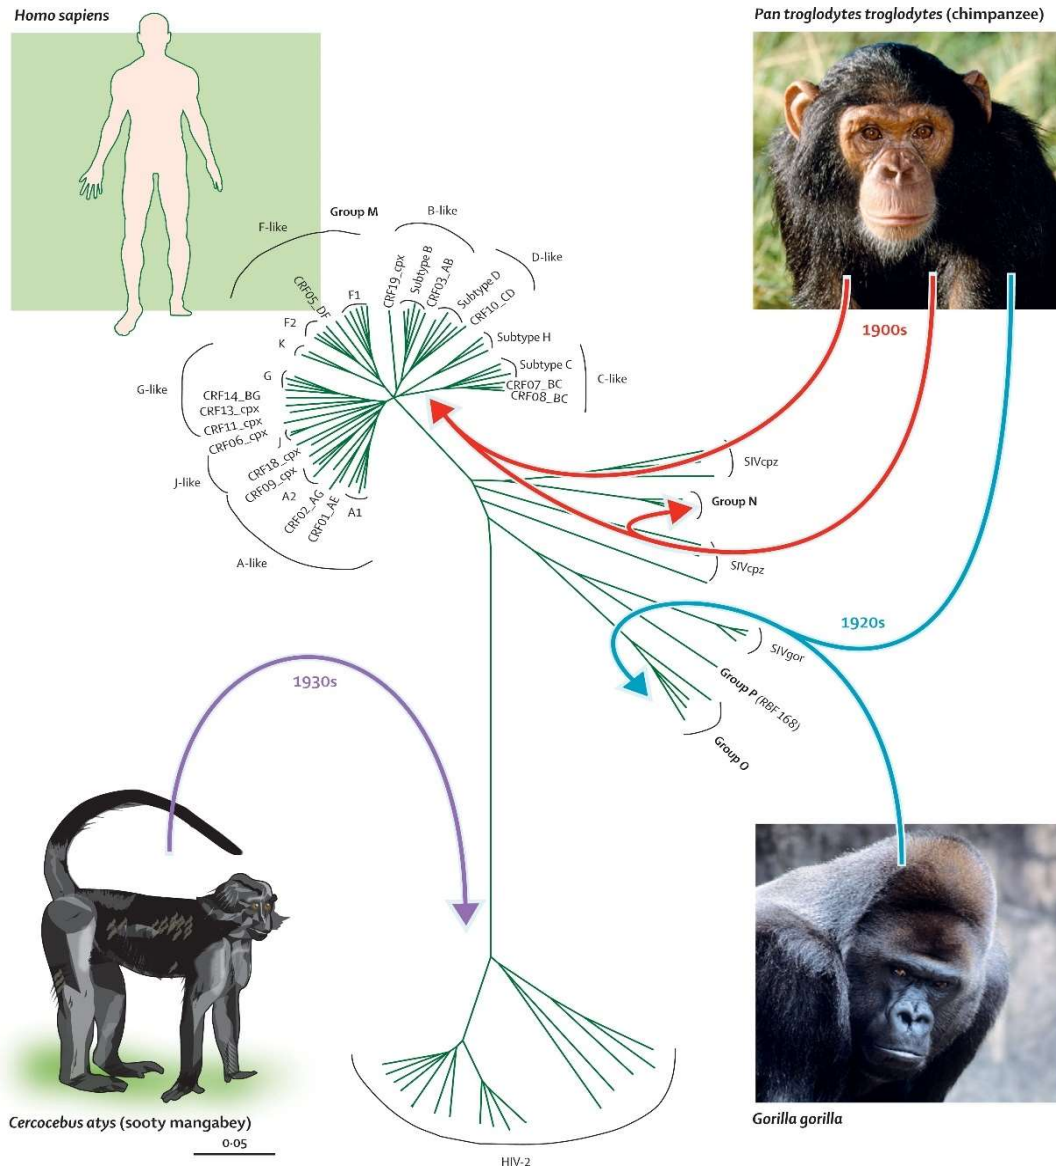 Homo sapiens
Pan troglodytes troglodytes (chimpanzee)
Group M
B-like
F-like
D-like
CRF19_cpx
Subtype B
CRF03_AB
Subtype D
CRF10_CD
CRF05_DF
F1
F2
K
Subtype H
1900s
G
Subtype C
G-like
C-like
CRF07_BC
CRF08_BC
CRF14_BG
CRF13_cpx
CRF11_cpx
CRF06_cpx
J
CRF18_cpx
CRF09_cpx
J-like
A2
CRF02_AG
CRF01_AE
A1
A-like
SIVcpz
Group N
SIVcpz
1920s
SIVgor
Group P (RBF168)
Group O
1930s
Cercocebus atys (sooty mangabey)
0·05
Gorilla gorilla
HIV-2